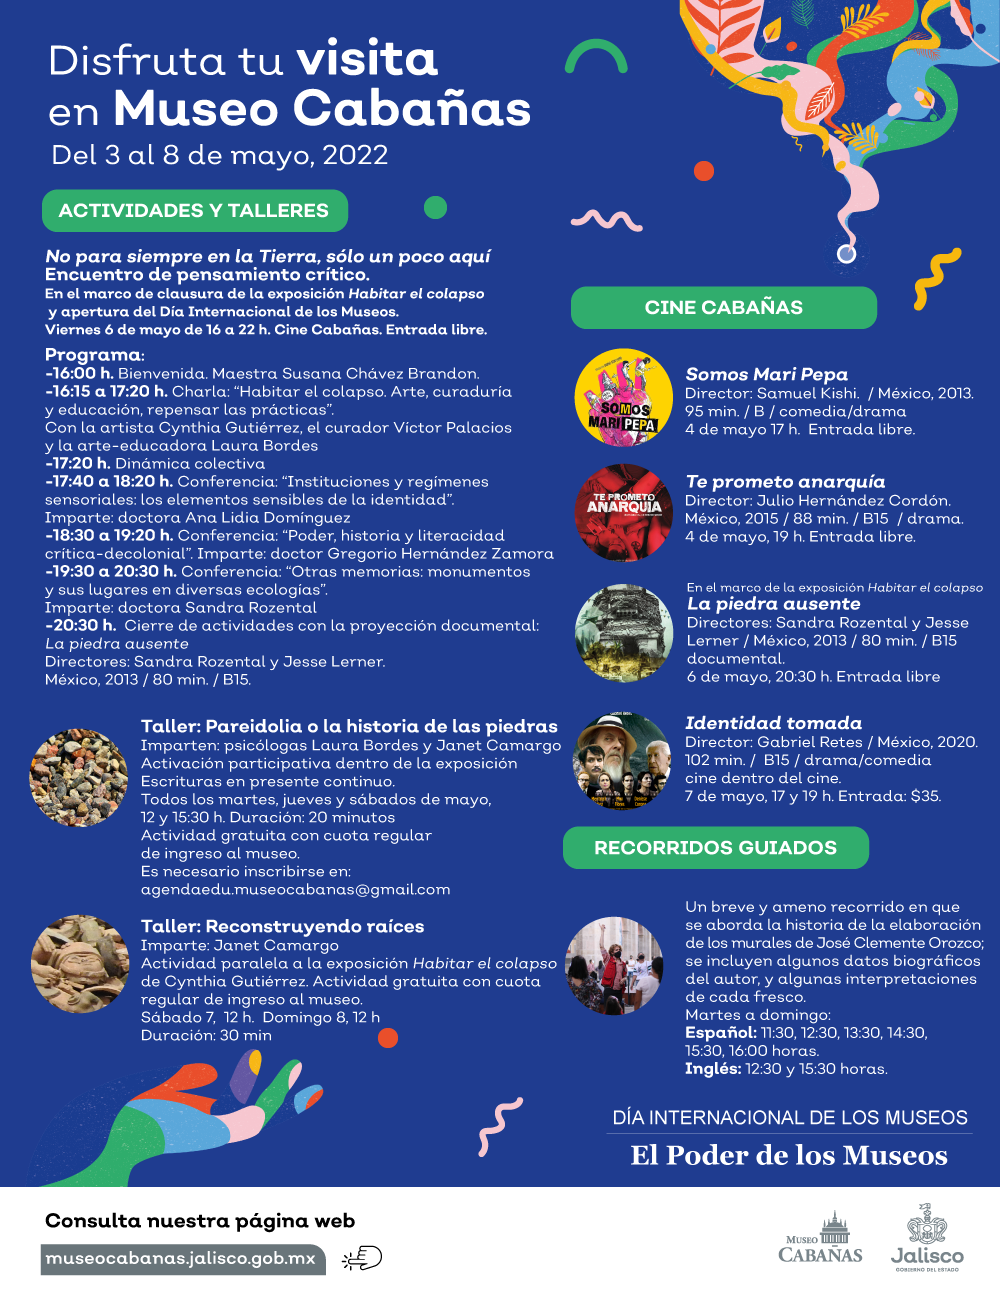 Disfruta tu visita
en Museo Cabañas
Del 3 al 8 de mayo, 2022
ACTIVIDADES Y TALLERES
No para siempre en la Tierra, sólo un poco aquí
Encuentro de pensamiento crítico.
En el marco de clausura de la exposición Habitar el colapso
y apertura del Día Internacional de los Museos.
Viernes 6 de mayo de 16 a 22 h. Cine Cabañas. Entrada libre.
Programa:
-16:00 h. Bienvenida. Maestra Susana Chávez Brandon.
-16:15 a 17:20 h. Charla: “Habitar el colapso. Arte, curaduría
y educación, repensar las prácticas”.
Con la artista Cynthia Gutiérrez, el curador Víctor Palacios
y la arte-educadora Laura Bordes
-17:20 h. Dinámica colectiva
-17:40 a 18:20 h. Conferencia: “Instituciones y regímenes
sensoriales: los elementos sensibles de la identidad”.
Imparte: doctora Ana Lidia Domínguez
-18:30 a 19:20 h. Conferencia: “Poder, historia y literacidad
crítica-decolonial”. Imparte: doctor Gregorio Hernández Zamora
-19:30 a 20:30 h. Conferencia: “Otras memorias: monumentos
y sus lugares en diversas ecologías”.
Imparte: doctora Sandra Rozental
-20:30 h. Cierre de actividades con la proyección documental:
La piedra ausente
Directores: Sandra Rozental y Jesse Lerner.
México, 2013 / 80 min. / B15.
Taller: Pareidolia o la historia de las piedras
Imparten: psicólogas Laura Bordes y Janet Camargo
Activación participativa dentro de la exposición
Escrituras en presente continuo.
Todos los martes, jueves y sábados de mayo,
12 y 15:30 h. Duración: 20 minutos
Actividad gratuita con cuota regular
de ingreso al museo.
Es necesario inscribirse en:
agendaedu.museocabanas@gmail.com
Taller: Reconstruyendo raíces
Imparte: Janet Camargo
Actividad paralela a la exposición Habitar el colapso
de Cynthia Gutiérrez. Actividad gratuita con cuota
regular de ingreso al museo.
Sábado 7, 12 h. Domingo 8, 12 h
Duración: 30 min
CINE CABAÑAS
SOMOS
MARI PEPA
Somos Mari Pepa
Director: Samuel Kishi. / México, 2013.
95 min. / B / comedia/drama
4 de mayo 17 h. Entrada libre.
TE PROMETO
ANARQUÍA
Te prometo anarquía
Director: Julio Hernández Cordón.
México, 2015 / 88 min. / B15 / drama.
4 de mayo, 19 h. Entrada libre.
En el marco de la exposición Habitar el colapso
La piedra ausente
Directores: Sandra Rozental y Jesse
Lerner / México, 2013 / 80 min. / B15
documental.
6 de mayo, 20:30 h. Entrada libre
Identidad tomada
Director: Gabriel Retes / México, 2020.
102 min. / B15 / drama/comedia
cine dentro del cine.
7 de mayo, 17 y 19 h. Entrada: $35.
RECORRIDOS GUIADOS
Un breve y ameno recorrido en que
se aborda la historia de la elaboración
de los murales de José Clemente Orozco;
se incluyen algunos datos biográficos
del autor, y algunas interpretaciones
de cada fresco.
Martes a domingo:
Español: 11:30, 12:30, 13:30, 14:30,
15:30, 16:00 horas.
Inglés: 12:30 y 15:30 horas.
DÍA INTERNACIONAL DE LOS MUSEOS
El Poder de los Museos
Consulta nuestra página web
museocabanas.jalisco.gob.mx
MUSEO
CABAÑAS
Jalisco
GOBIERNO DEL ESTADO